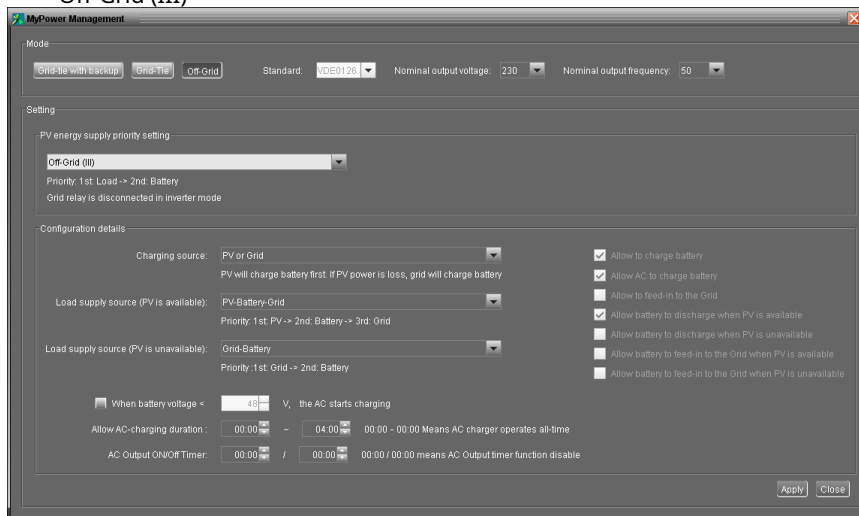 Off-Grid (III)
MyPower Management
Mode
Grid-tie with backup Grid-Tie Off-Grid Standard: VDE0126 Nominal output voltage: 230 Nominal output frequency: 50
Setting
PV energy supply priority setting
Off-Grid (III)
Priority: 1st: Load -> 2nd: Battery
Grid relay is disconnected in inverter mode
Configuration details
Charging source: PV or Grid
PV will charge battery first. If PV power is loss, grid will charge battery
Load supply source (PV is available): PV-Battery-Grid
Priority: 1st: PV-> 2nd: Battery-> 3rd: Grid
Load supply source (PV is unavailable): Grid-Battery
Priority :1st: Grid -> 2nd: Battery
Allow to charge battery
Allow AC to charge battery
Allow to feed-in to the Grid
Allow battery to discharge when PV is available
Allow battery to discharge when PV is unavailable
Allow battery to feed-in to the Grid when PV is available
Allow battery to feed-in to the Grid when PV is unavailable
When battery voltage < 48 V, the AC starts charging
Allow AC-charging duration : 00:00 ~ 04:00 00:00 - 00:00 Means AC charger operates all-time
AC Output ON/Off Timer: 00:00 / 00:00 00:00 / 00:00 means AC Output timer function disable
Apply Close